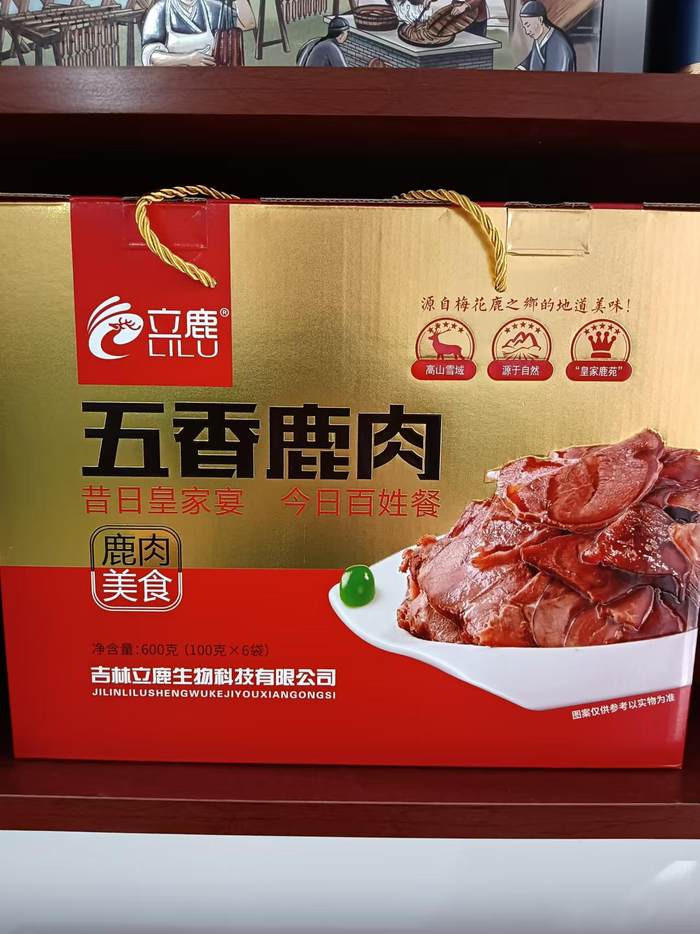 立鹿®
LILU
源自梅花鹿之鄉的地道美味!
高山雪域
源于自然
"皇家鹿苑"
五香鹿肉
昔日皇家宴 今日百姓餐
鹿肉
美食
净含量:600克(100克×6袋)
吉林立鹿生物科技有限公司
JILINLILUSHENGWUKEJIYOUXIANGONGSI
图案仅供参考以实物为准